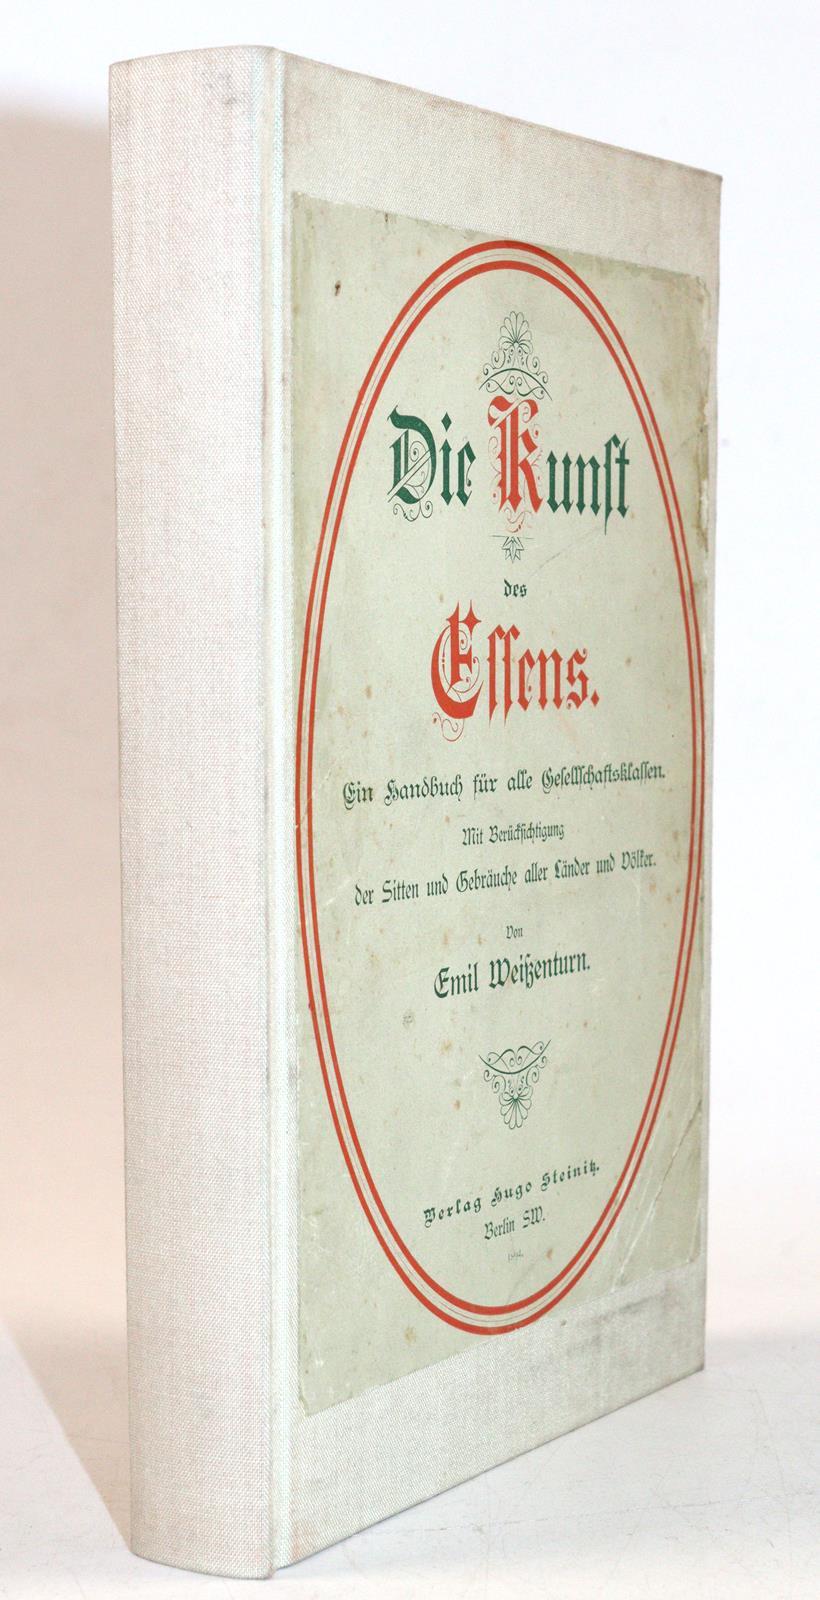 Die Kunſt
des
Eſſens.
Ein Handbuch für alle Geſellſchaftsklaſſen.
Mit Berückſichtigung
der Sitten und Gebräuche aller Länder und Völker.
Von
Emil Weißenturn.
Verlag Hugo Steinitz.
Berlin SW.